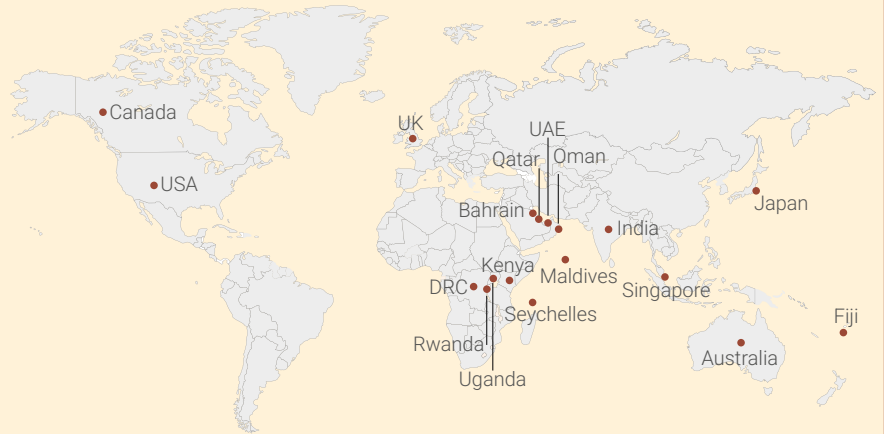 Canada
UK
UAE
Qatar
Oman
USA
Japan
Bahrain
India
Kenya
Maldives
DRC
Singapore
Seychelles
Fiji
Rwanda
Australia
Uganda